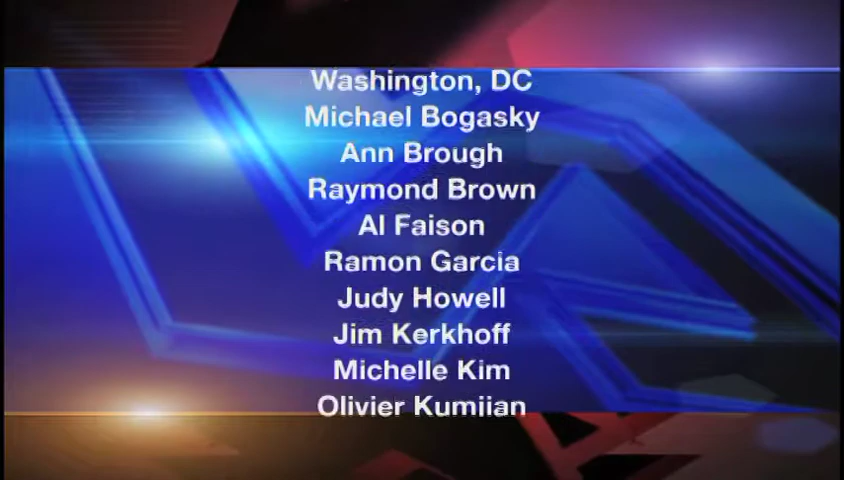 Washington, DC
Michael Bogasky
Ann Brough
Raymond Brown
Al Faison
Ramon Garcia
Judy Howell
Jim Kerkhoff
Michelle Kim
Olivier Kumiian